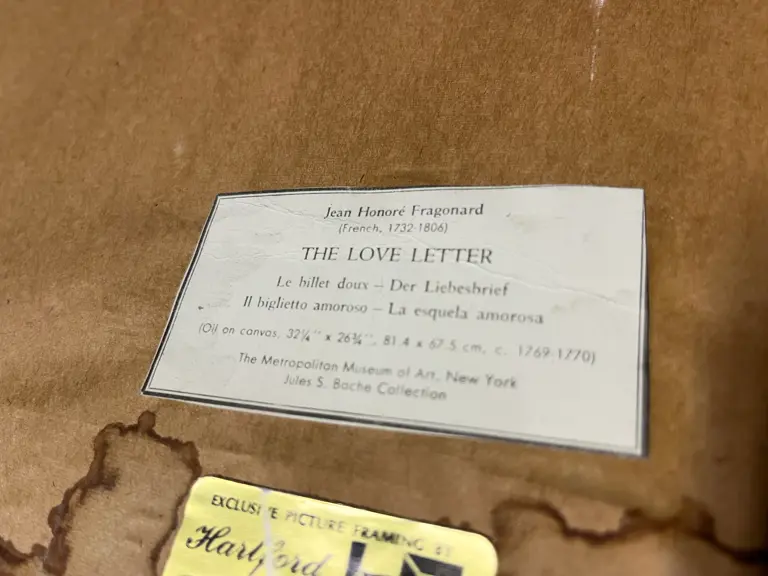 Jean Honoré Fragonard
(French, 1732-1806)
THE LOVE LETTER
Le billet doux – Der Liebesbrief
Il biglietto amoroso – La esquela amorosa
(Oil on canvas, 32¼" x 26¾", 81.4 x 67.5 cm, c. 1769-1770)
The Metropolitan Museum of Art, New York
Jules S. Bache Collection
EXCLUSIVE PICTURE FRAMING BY
Hartford